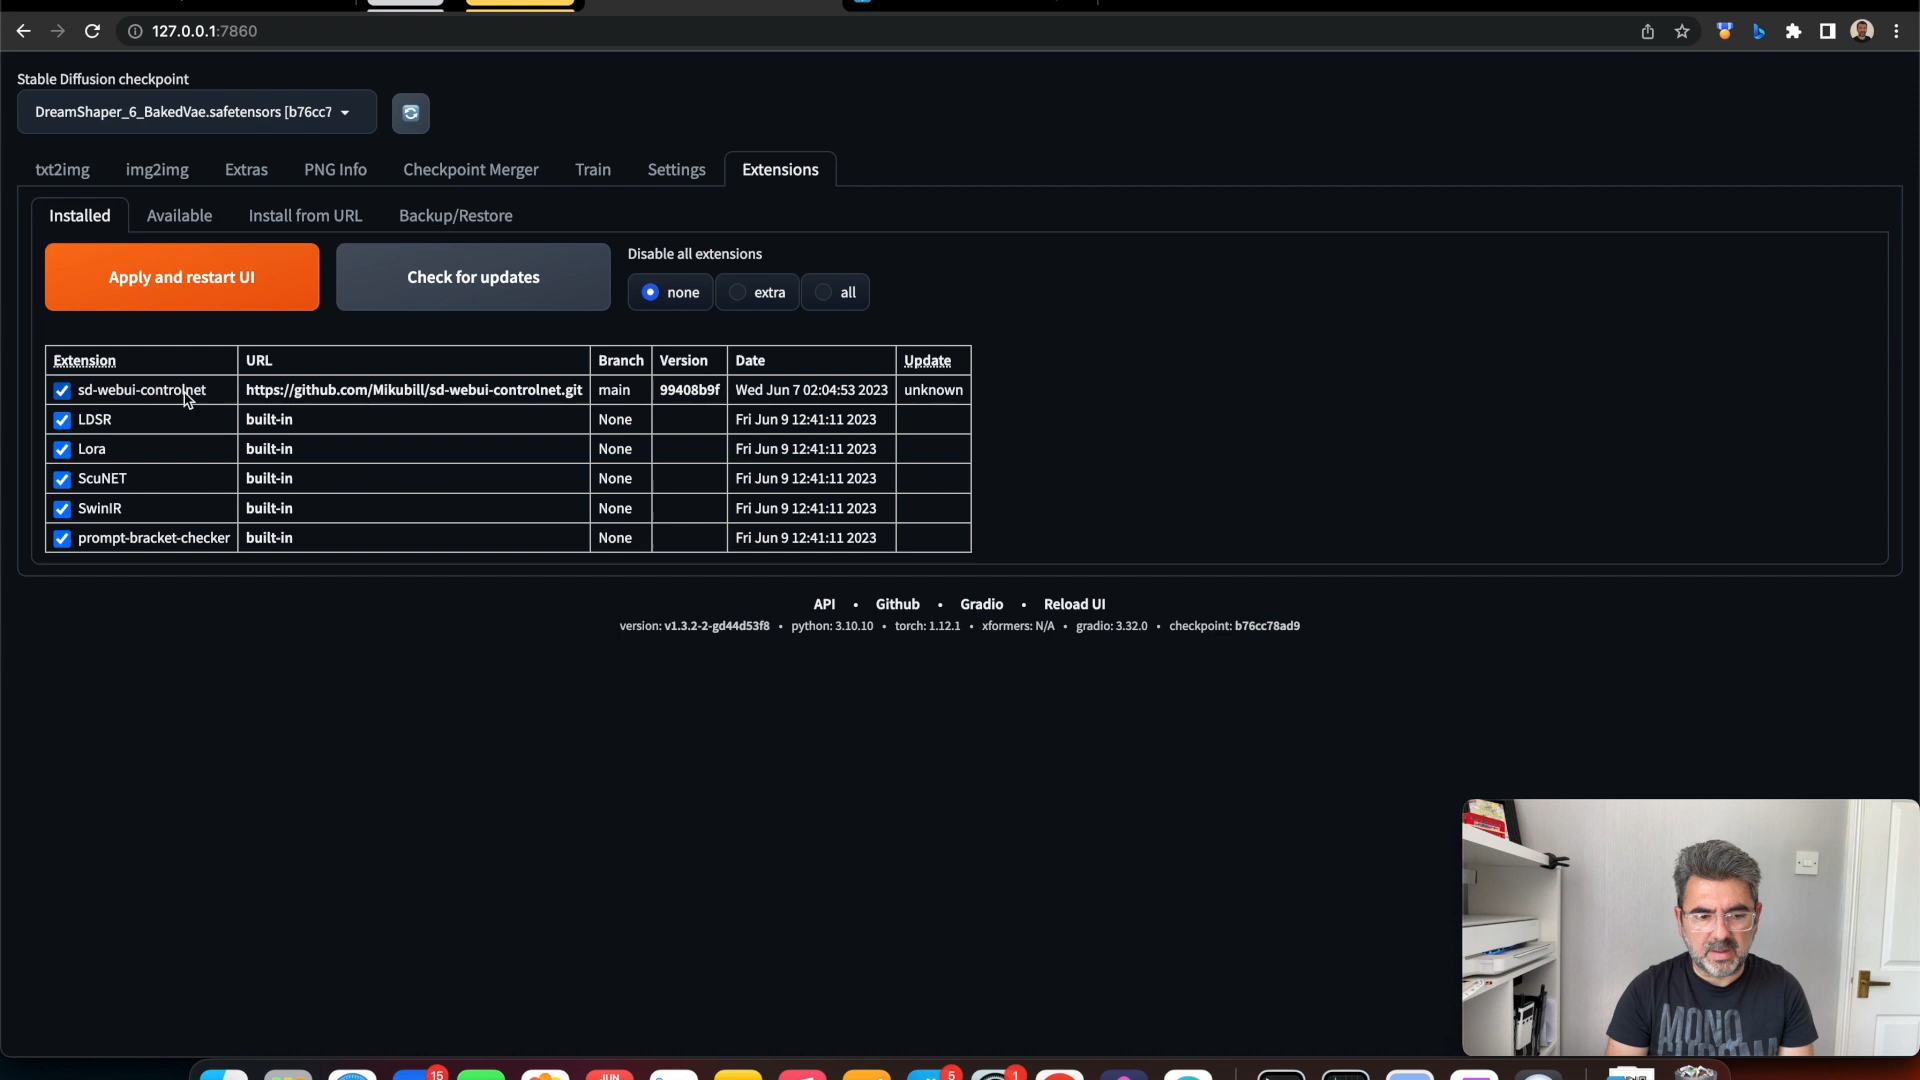 127.0.0.1:7860
Stable Diffusion checkpoint
DreamShaper_6_BakedVae.safetensors [b76cc7
txt2img img2img Extras PNG Info Checkpoint Merger Train Settings Extensions
Installed Available Install from URL Backup/Restore
Apply and restart UI Check for updates
Disable all extensions
none extra all
Extension URL Branch Version Date Update
sd-webui-controlnet https://github.com/Mikubill/sd-webui-controlnet.git main 99408b9f Wed Jun 7 02:04:53 2023 unknown
LDSR built-in None Fri Jun 9 12:41:11 2023
Lora built-in None Fri Jun 9 12:41:11 2023
ScuNET built-in None Fri Jun 9 12:41:11 2023
SwinIR built-in None Fri Jun 9 12:41:11 2023
prompt-bracket-checker built-in None Fri Jun 9 12:41:11 2023
API • Github • Gradio • Reload UI
version: v1.3.2-2-gd44d53f8 • python: 3.10.10 • torch: 1.12.1 • xformers: N/A • gradio: 3.32.0 • checkpoint: b76cc78ad9
MONO
15
JUN
5
1